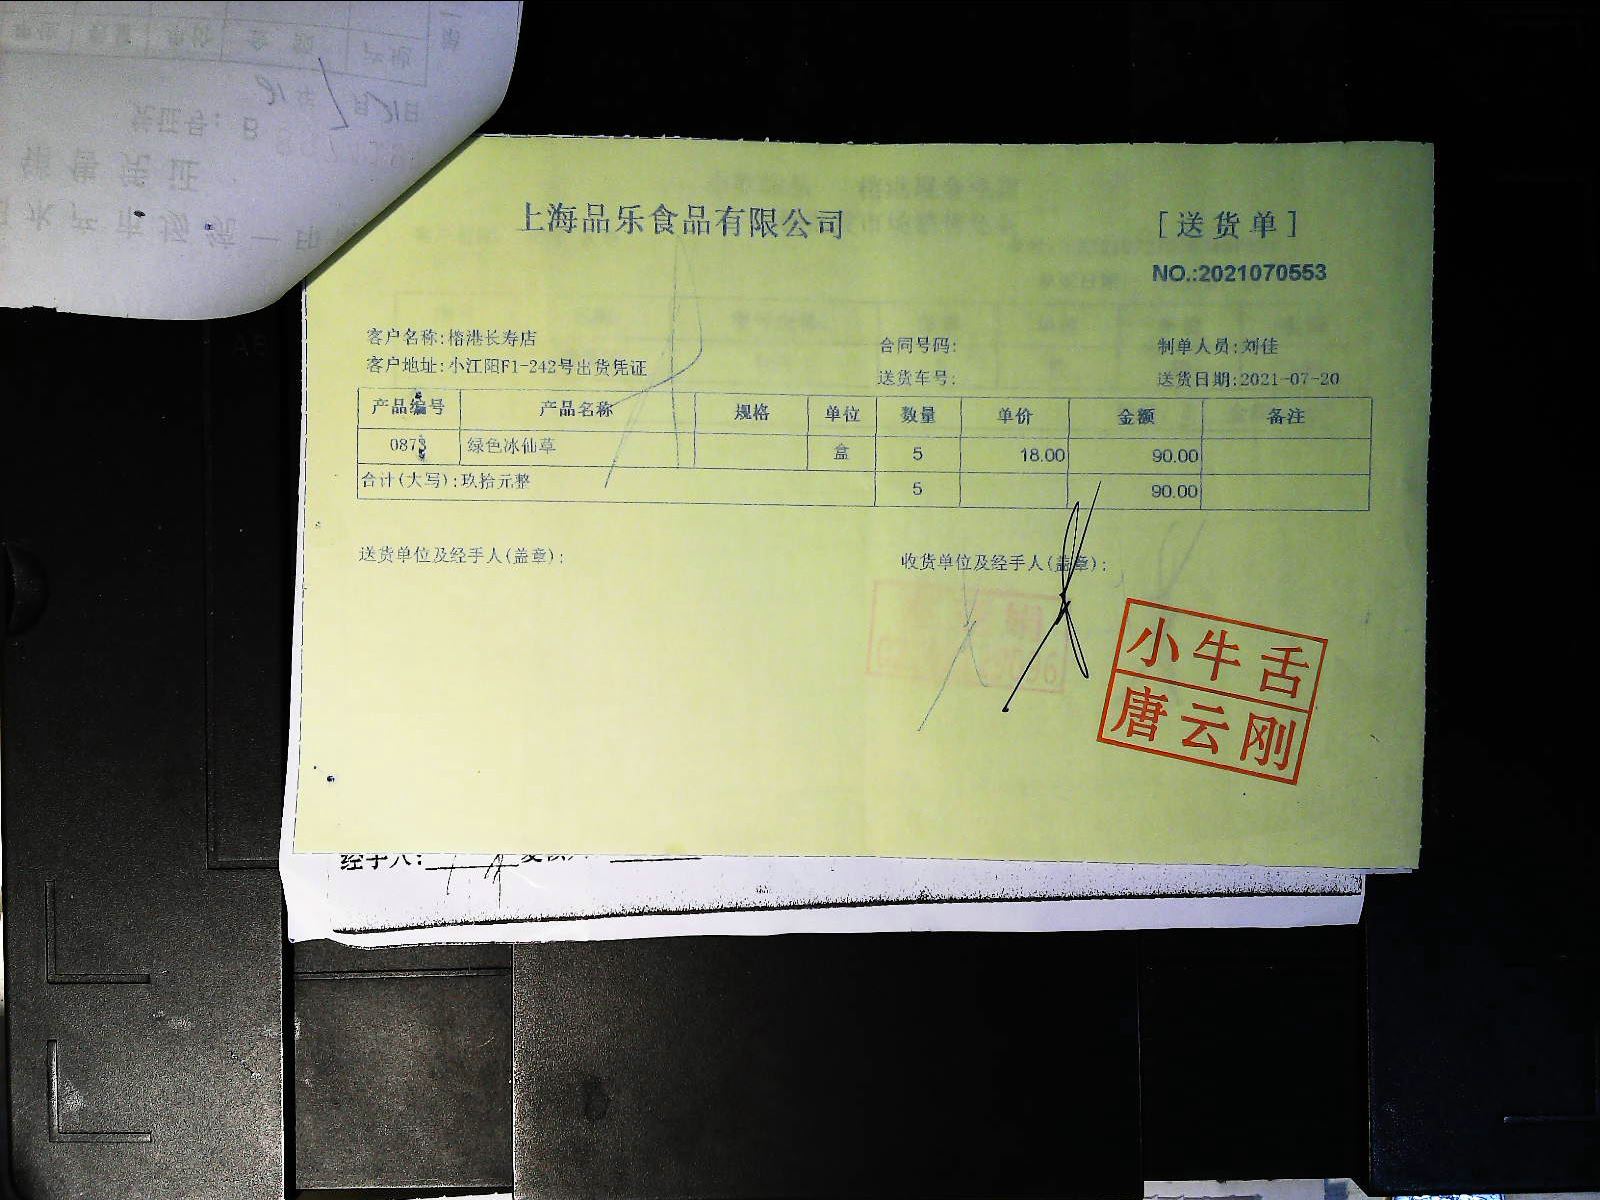 上海品乐食品有限公司
[ 送 货 单 ]
NO.:2021070553
客户名称:榕港长寿店
合同号码:
制单人员:刘佳
客户地址:小江阳F1-242号出货凭证
送货车号:
送货日期:2021-07-20
产品编号 产品名称 规格 单位 数量 单价 金额 备注
0873 绿色冰仙草 盒 5 18.00 90.00
合计(大写):玖拾元整 5 90.00
送货单位及经手人(盖章):
收货单位及经手人(盖章):
小牛舌
唐云刚
经手人: